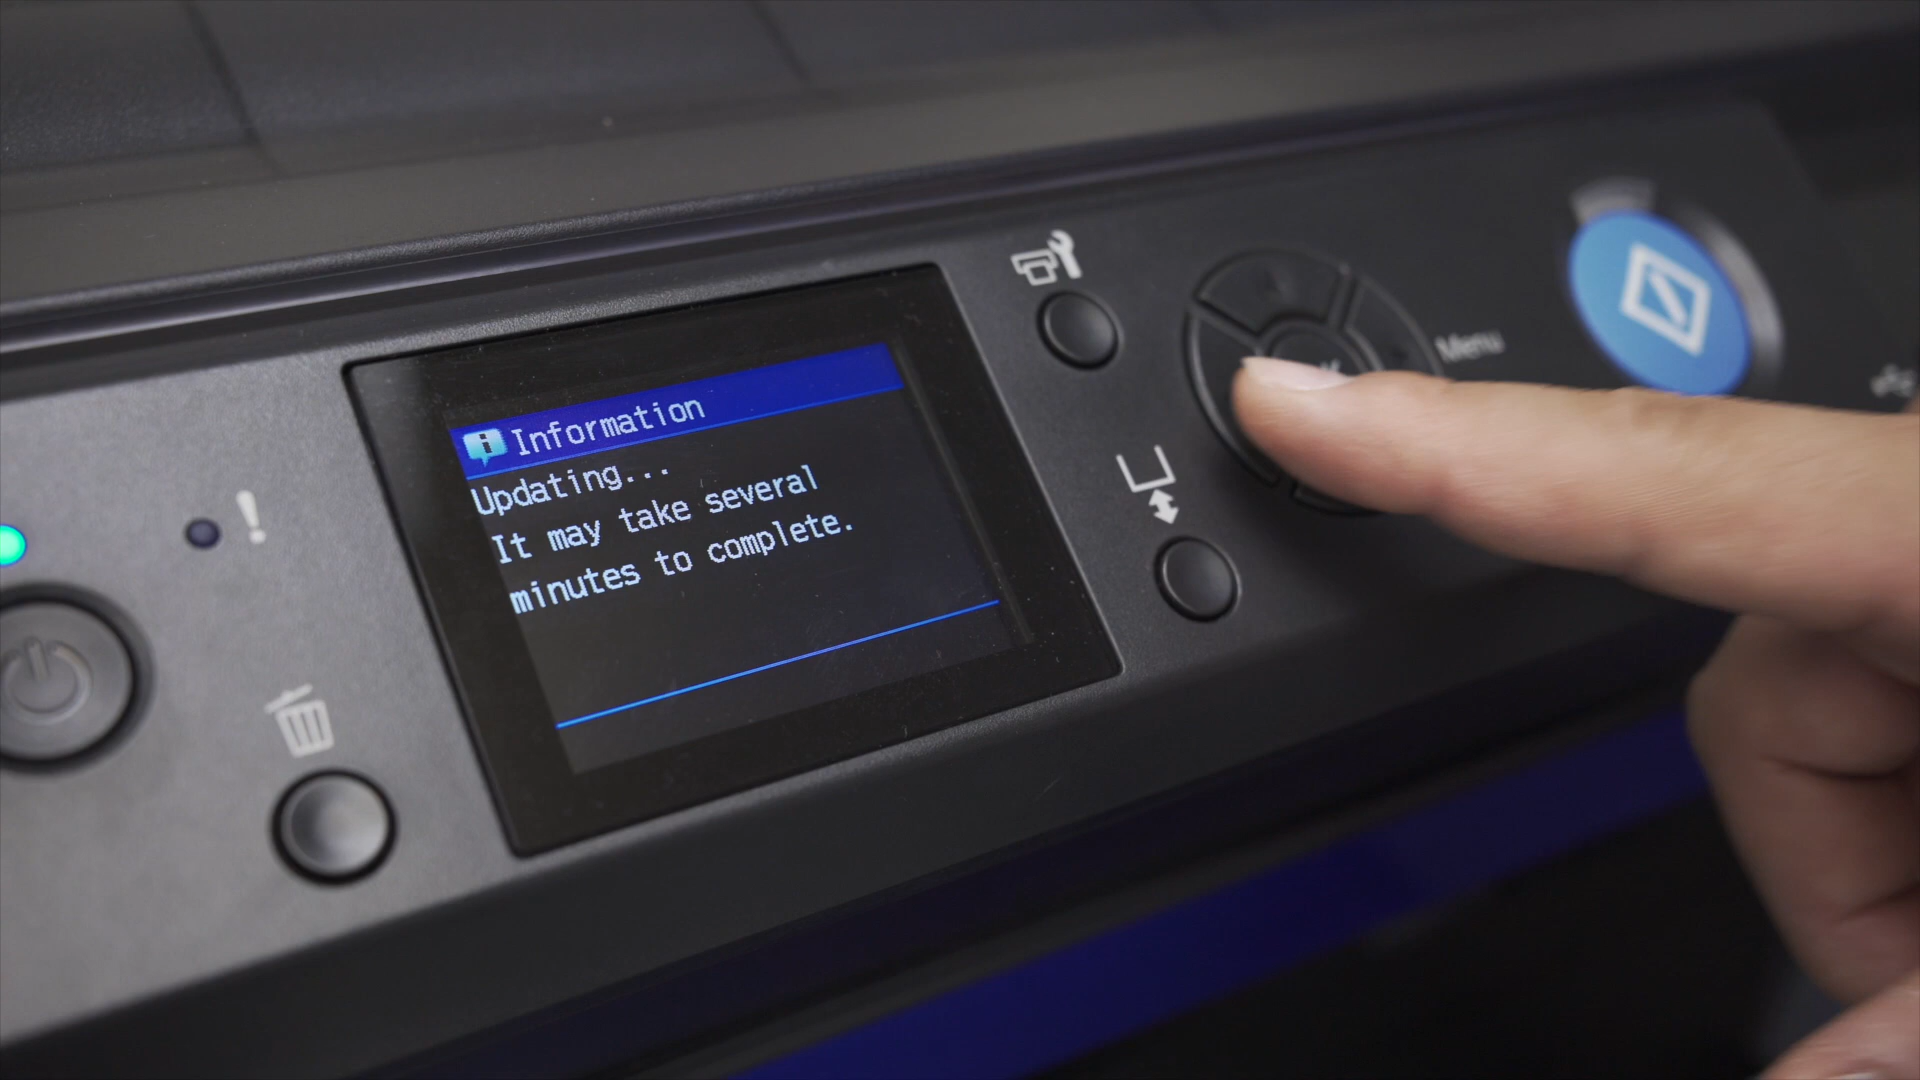 Information
Updating...
It may take several
minutes to complete.
Menu